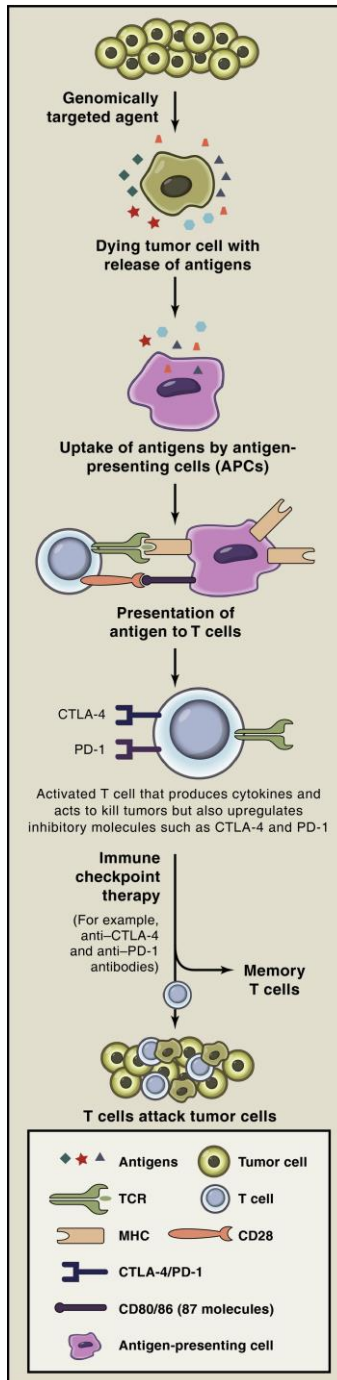 Genomically
targeted agent
Dying tumor cell with
release of antigens
Uptake of antigens by antigen-
presenting cells (APCs)
Presentation of
antigen to T cells
CTLA-4
PD-1
Activated T cell that produces cytokines and
acts to kill tumors but also upregulates
inhibitory molecules such as CTLA-4 and PD-1
Immune
checkpoint
therapy
(For example,
anti–CTLA-4
and anti–PD-1
antibodies)
Memory
T cells
T cells attack tumor cells
Antigens
Tumor cell
TCR
T cell
MHC
CD28
CTLA-4/PD-1
CD80/86 (87 molecules)
Antigen-presenting cell